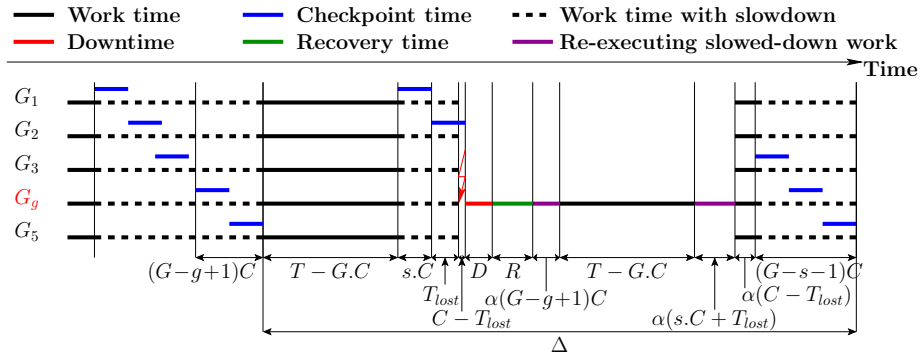 Work time Checkpoint time Work time with slowdown
Downtime Recovery time Re-executing slowed-down work
Time
G1
G2
G3
Gg
G5
(G−g+1)C T − G.C s.C D R T − G.C (G−s−1)C
Tlost α(G−g+1)C α(C − Tlost)
C − Tlost α(s.C + Tlost)
Δ